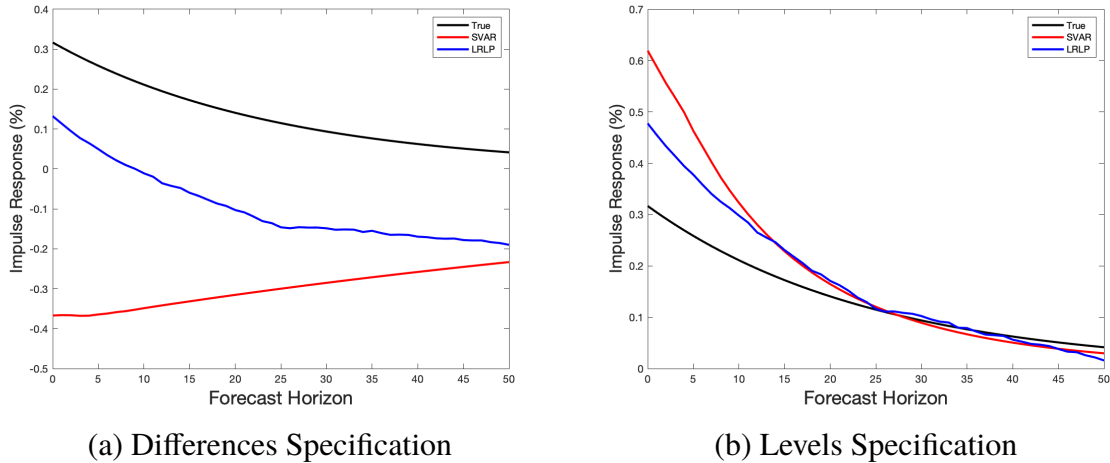 0.4
0.3
0.2
0.1
0
-0.1
-0.2
-0.3
-0.4
-0.5
Impulse Response (%)
True
SVAR
LRLP
0 5 10 15 20 25 30 35 40 45 50
Forecast Horizon
(a) Differences Specification
0.7
0.6
0.5
0.4
0.3
0.2
0.1
0
Impulse Response (%)
True
SVAR
LRLP
0 5 10 15 20 25 30 35 40 45 50
Forecast Horizon
(b) Levels Specification